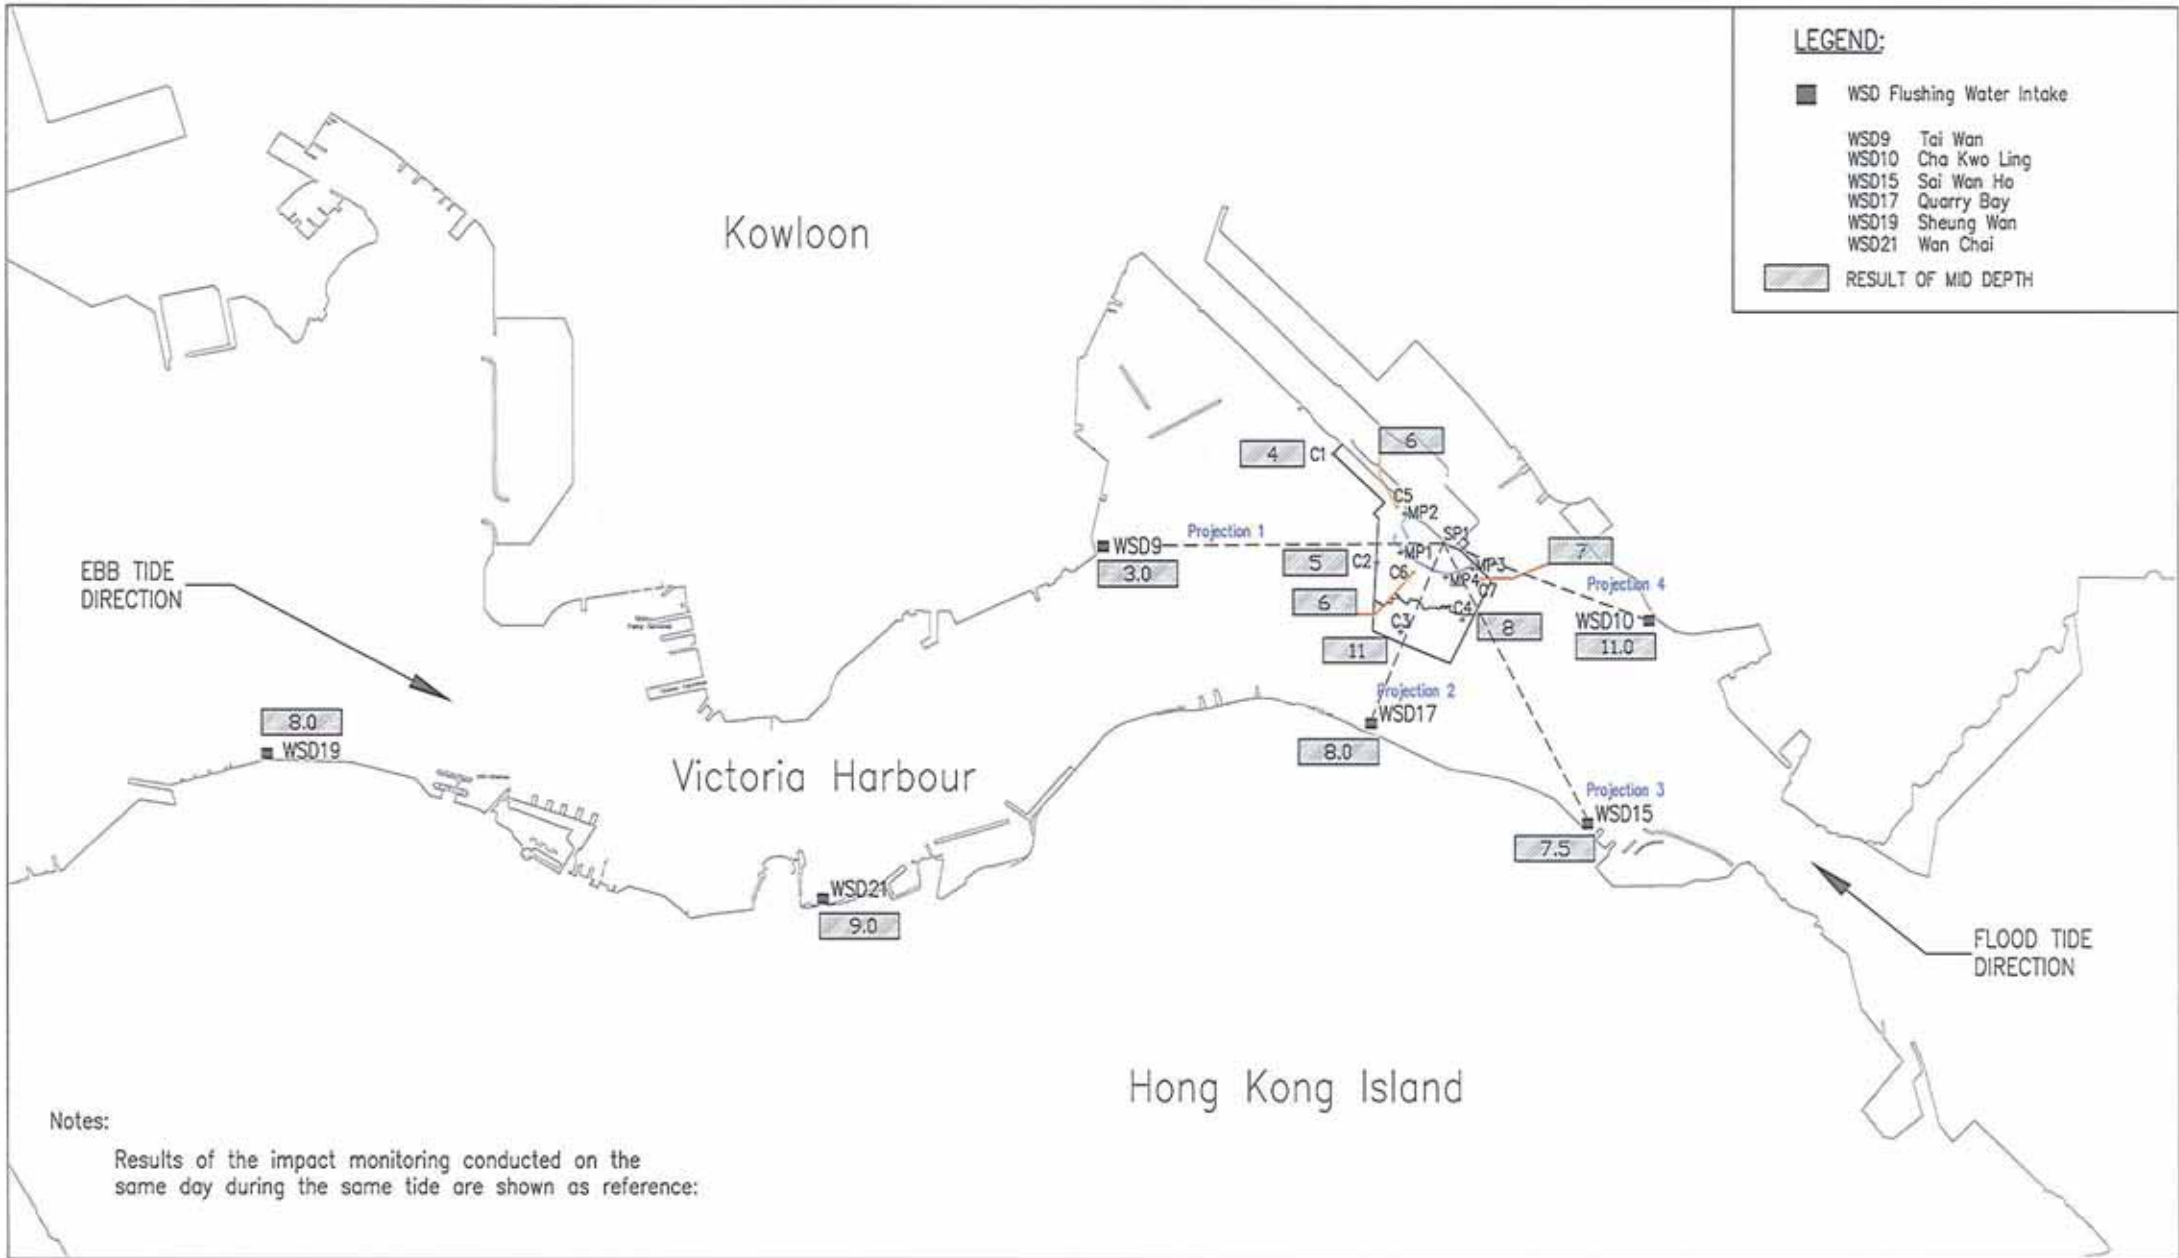 LEGEND:
WSD Flushing Water Intake
WSD9 Tai Wan
WSD10 Cha Kwo Ling
WSD15 Sai Wan Ho
WSD17 Quarry Bay
WSD19 Sheung Wan
WSD21 Wan Chai
RESULT OF MID DEPTH
Kowloon
6
4 C1
C5
MP2
SP1
Projection 1
WSD9
3.0
MP1
5 C2
7
MP3
C6
MP4
C7
Projection 4
6
C4
C3
8
WSD10
11.0
11
EBB TIDE
DIRECTION
Projection 2
WSD17
8.0
8.0
WSD19
Victoria Harbour
Projection 3
WSD15
7.5
WSD21
9.0
FLOOD TIDE
DIRECTION
Hong Kong Island
Notes:
Results of the impact monitoring conducted on the
same day during the same tide are shown as reference: